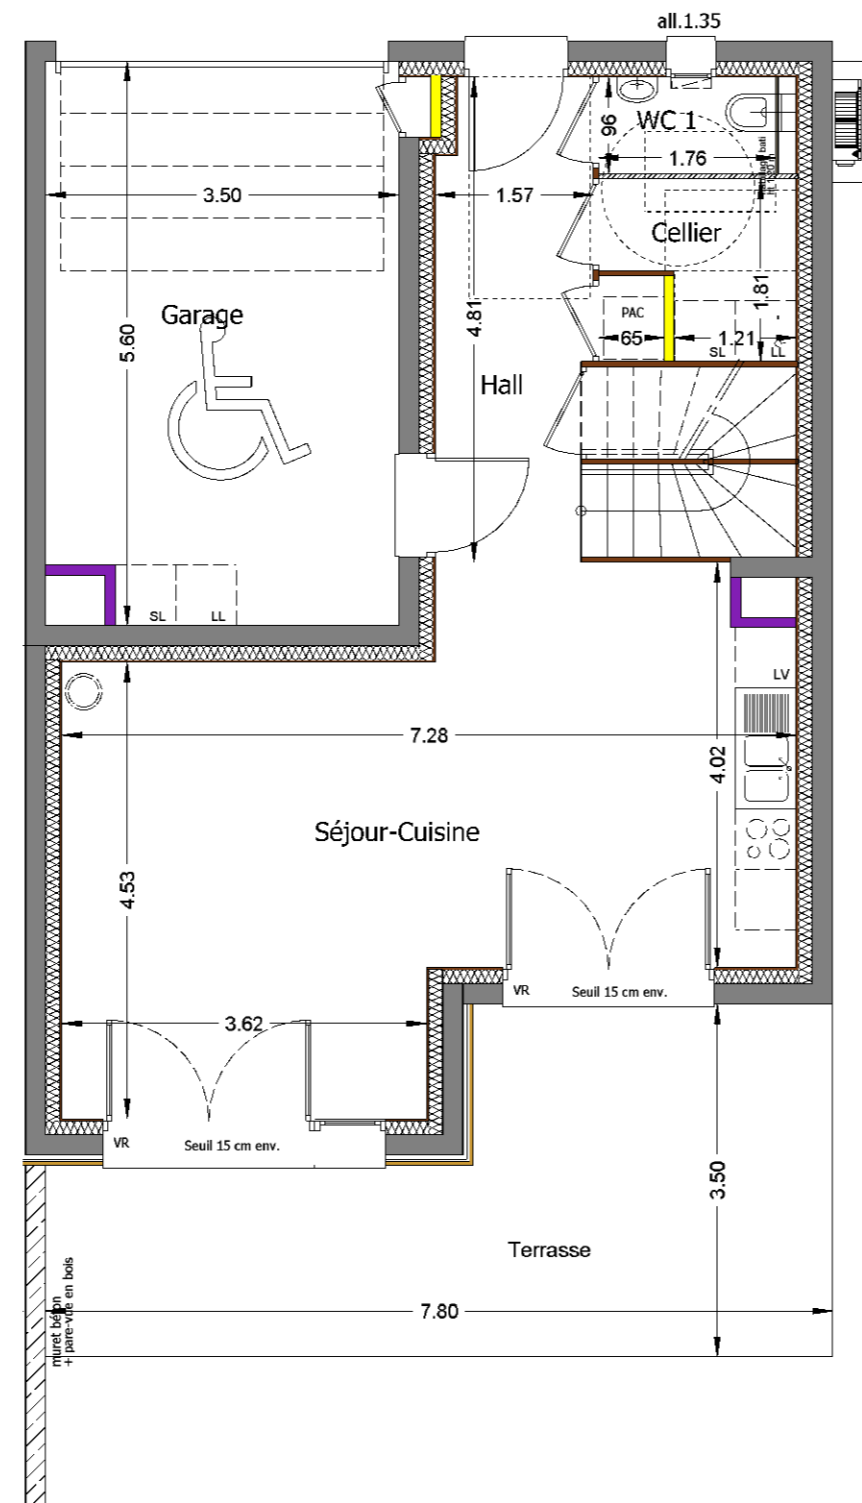 all.1.35
WC 1
96
1.76
3.50
1.57
Cellier
1.81
Garage
5.60
4.81
PAC
65
1.21
SL
LL
Hall
SL
LL
LV
7.28
4.02
Séjour-Cuisine
4.53
VR
Seuil 15 cm env.
3.62
VR
Seuil 15 cm env.
3.50
Terrasse
7.80
muret béton
+ pare-vue en bois